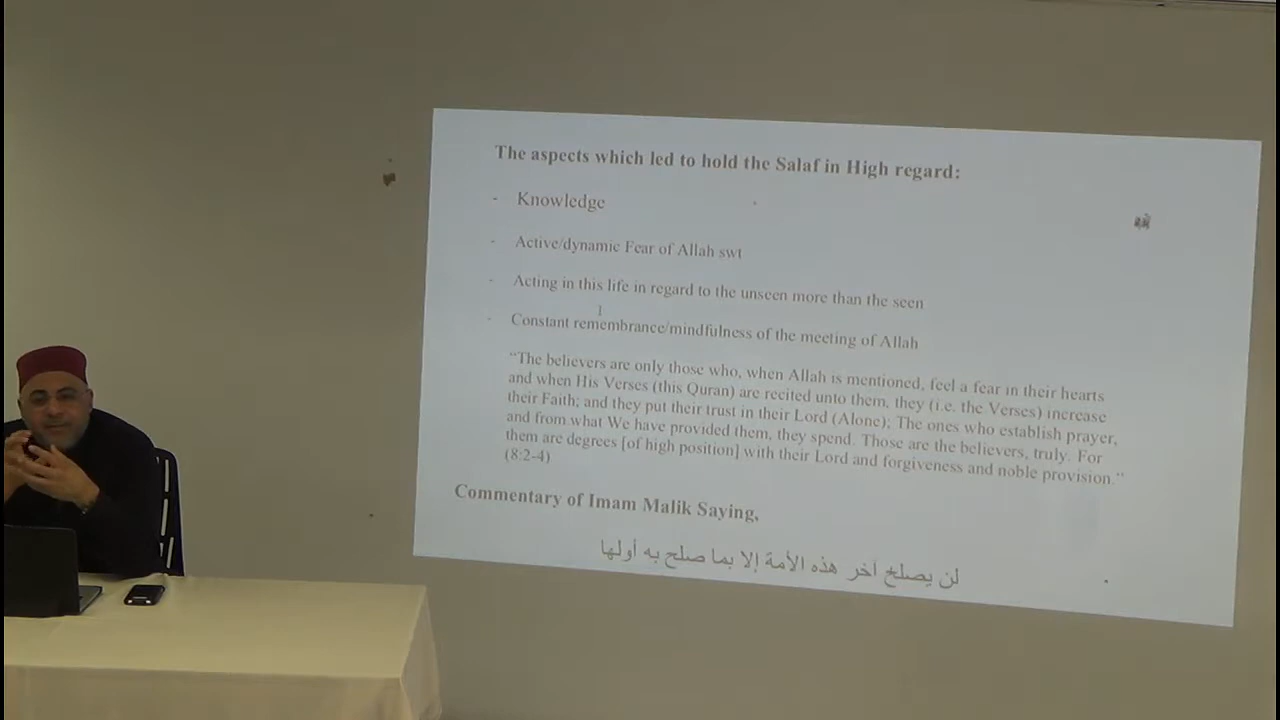 The aspects which led to hold the Salaf in High regard:
- Knowledge
- Active/dynamic Fear of Allah swt
- Acting in this life in regard to the unseen more than the seen
- Constant remembrance/mindfulness of the meeting of Allah
"The believers are only those who, when Allah is mentioned, feel a fear in their hearts
and when His Verses (this Quran) are recited unto them, they (i.e. the Verses) increase
their Faith; and they put their trust in their Lord (Alone); The ones who establish prayer,
and from what We have provided them, they spend. Those are the believers, truly. For
them are degrees [of high position] with their Lord and forgiveness and noble provision."
(8:2-4)
Commentary of Imam Malik Saying,
لن يصلح آخر هذه الأمة إلا بما صلح به أولها